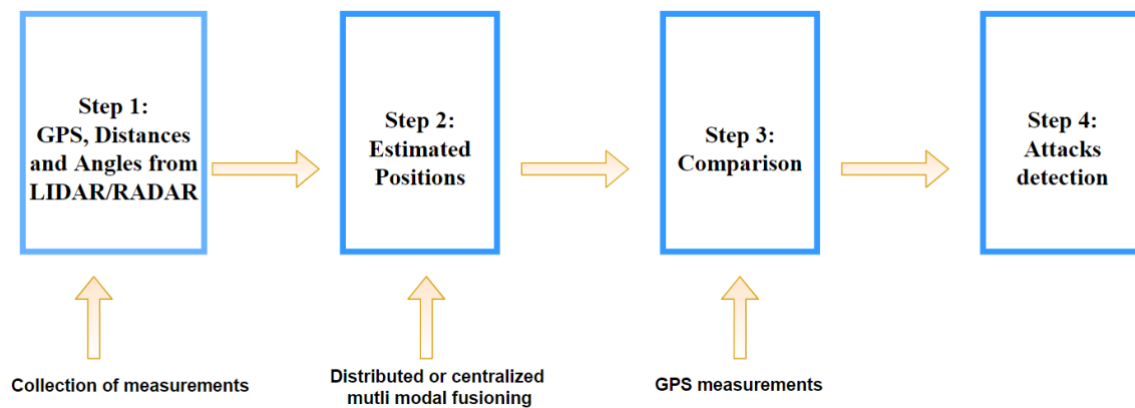 Step 1:
GPS, Distances
and Angles from
LIDAR/RADAR
Step 2:
Estimated
Positions
Step 3:
Comparison
Step 4:
Attacks
detection
Collection of measurements
Distributed or centralized
mutli modal fusioning
GPS measurements